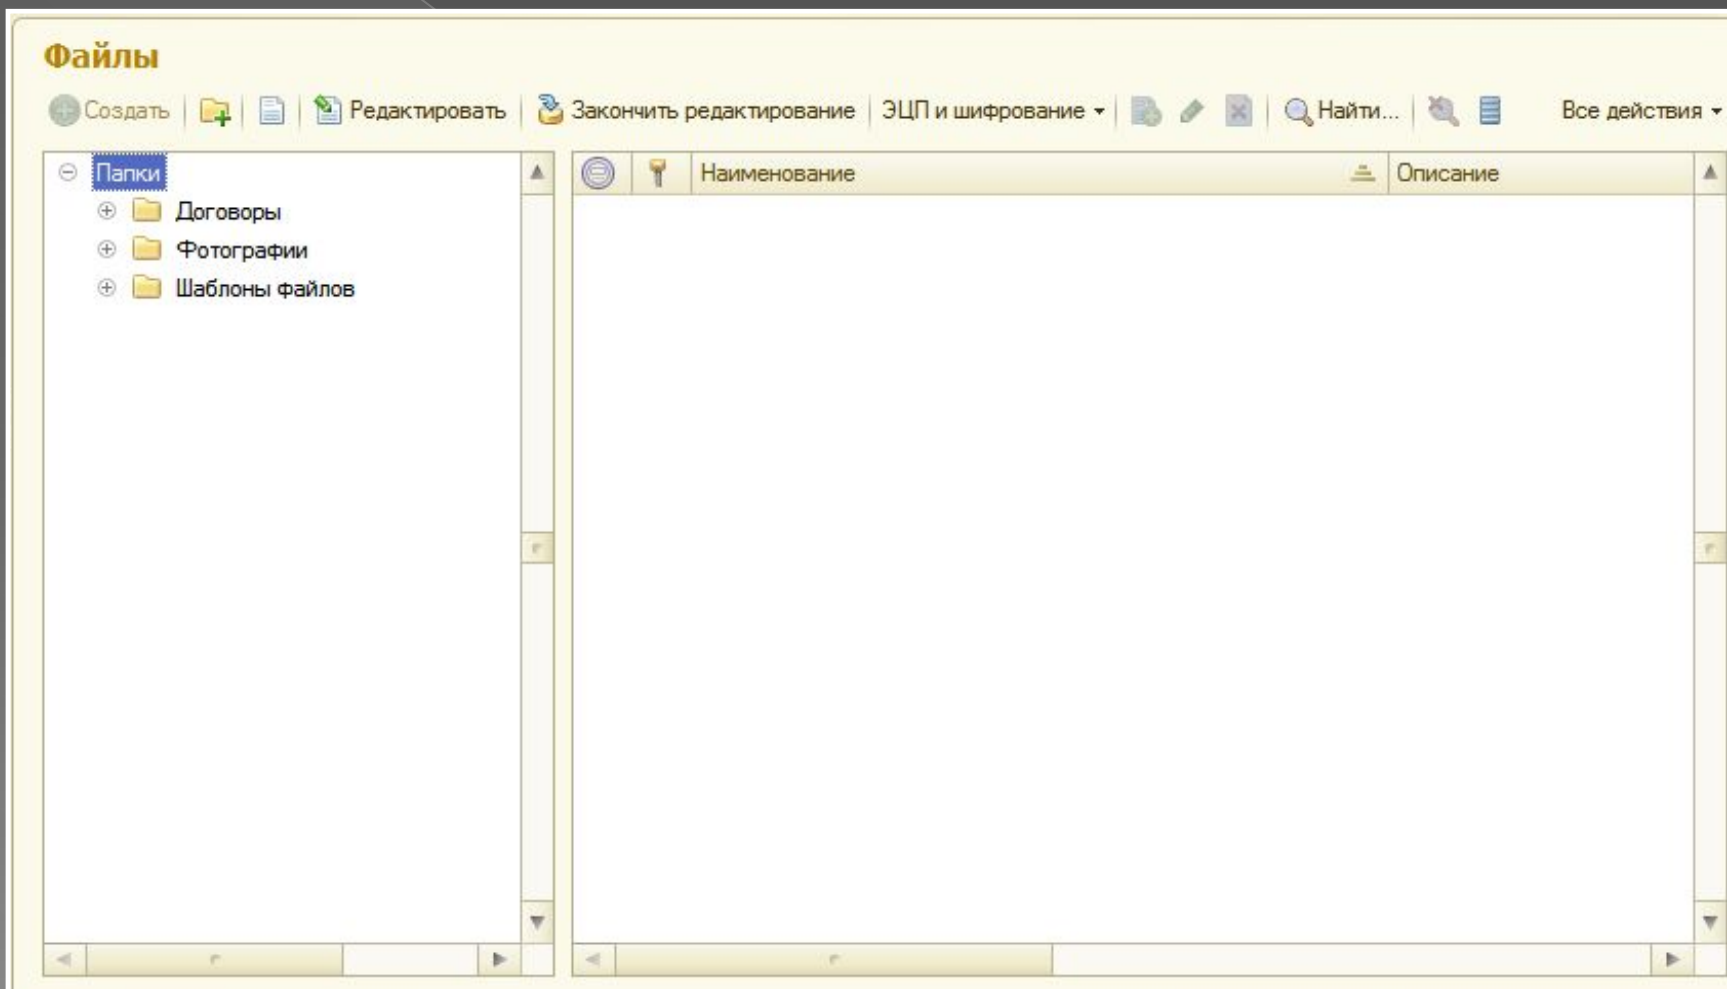 Файлы
Создать Редактировать Закончить редактирование ЭЦП и шифрование Найти... Все действия
Папки
Договоры
Фотографии
Шаблоны файлов
Наименование Описание